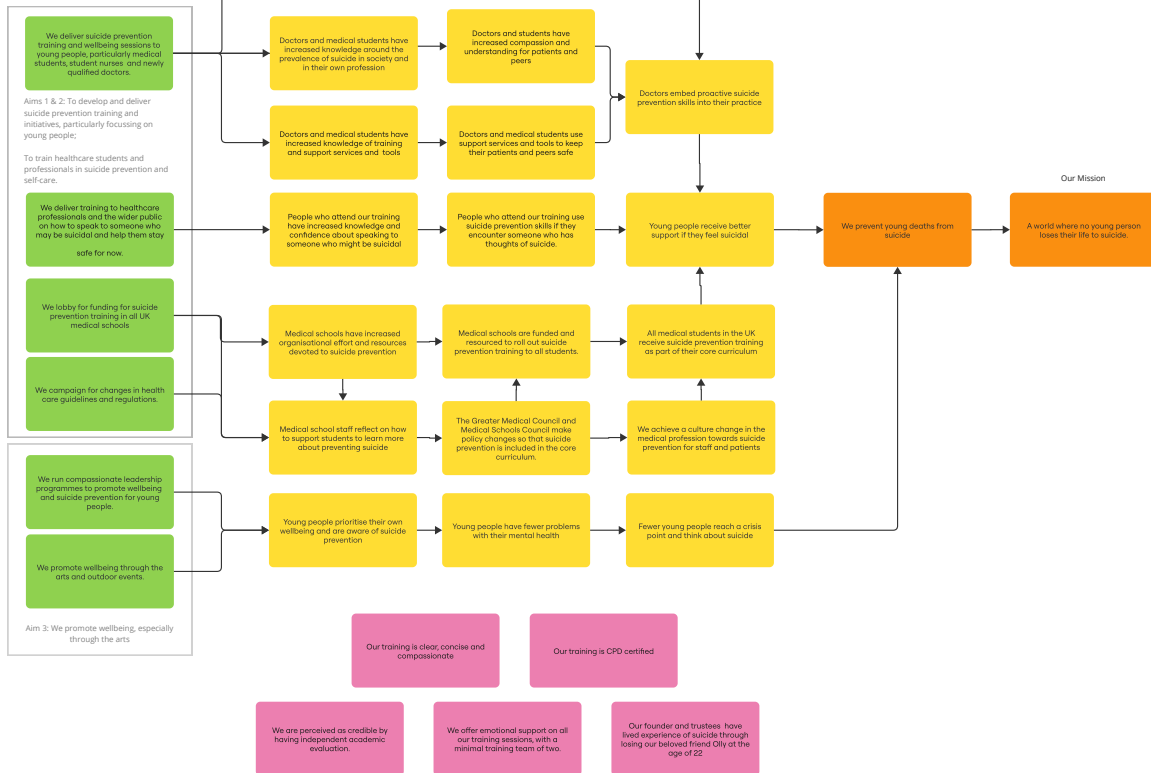 We deliver suicide prevention
training and wellbeing sessions to
young people, particularly medical
students, student nurses and newly
qualified doctors.
Aims 1 & 2: To develop and deliver
suicide prevention training and
initiatives, particularly focussing on
young people;
To train healthcare students and
professionals in suicide prevention and
self-care.
We deliver training to healthcare
professionals and the wider public
on how to speak to someone who
may be suicidal and help them stay
safe for now.
We lobby for funding for suicide
prevention training in all UK
medical schools
We campaign for changes in health
care guidelines and regulations.
We run compassionate leadership
programmes to promote wellbeing
and suicide prevention for young
people.
We promote wellbeing through the
arts and outdoor events.
Aim 3: We promote wellbeing, especially
through the arts
Doctors and medical students have
increased knowledge around the
prevalence of suicide in society and
in their own profession
Doctors and students have
increased compassion and
understanding for patients and
peers
Doctors embed proactive suicide
prevention skills into their practice
Doctors and medical students have
increased knowledge of training
and support services and tools
Doctors and medical students use
support services and tools to keep
their patients and peers safe
People who attend our training
have increased knowledge and
confidence about speaking to
someone who might be suicidal
People who attend our training use
suicide prevention skills if they
encounter someone who has
thoughts of suicide.
Young people receive better
support if they feel suicidal
We prevent young deaths from
suicide
Our Mission
A world where no young person
loses their life to suicide.
Medical schools have increased
organisational effort and resources
devoted to suicide prevention
Medical schools are funded and
resourced to roll out suicide
prevention training to all students.
All medical students in the UK
receive suicide prevention training
as part of their core curriculum
Medical school staff reflect on how
to support students to learn more
about preventing suicide
The Greater Medical Council and
Medical Schools Council make
policy changes so that suicide
prevention is included in the core
curriculum.
We achieve a culture change in the
medical profession towards suicide
prevention for staff and patients
Young people prioritise their own
wellbeing and are aware of suicide
prevention
Young people have fewer problems
with their mental health
Fewer young people reach a crisis
point and think about suicide
Our training is clear, concise and
compassionate
Our training is CPD certified
We are perceived as credible by
having independent academic
evaluation.
We offer emotional support on all
our training sessions, with a
minimal training team of two.
Our founder and trustees have
lived experience of suicide through
losing our beloved friend Olly at the
age of 22